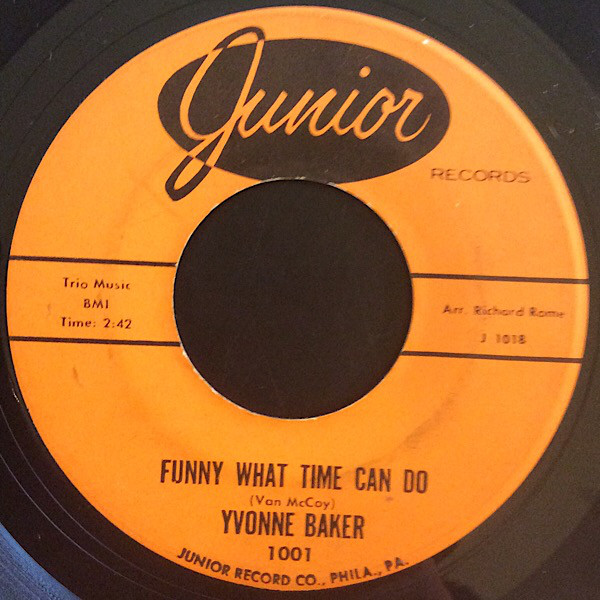 Junior
RECORDS
Trio Music
BMI
Time: 2:42
Arr. Richard Rome
J 1018
FUNNY WHAT TIME CAN DO
(Van McCoy)
YVONNE BAKER
1001
JUNIOR RECORD CO., PHILA., PA.